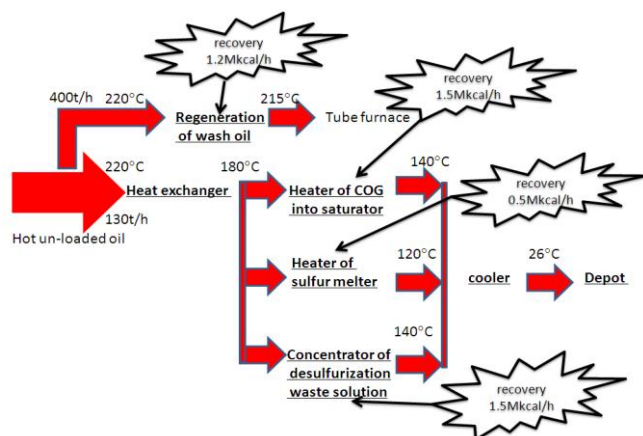 recovery
1.2Mkcal/h
recovery
1.5Mkcal/h
400t/h
220°C
215°C
Regeneration
of wash oil
Tube furnace
220°C
180°C
140°C
Heat exchanger
Heater of COG
into saturator
recovery
0.5Mkcal/h
130t/h
Hot un-loaded oil
Heater of
sulfur melter
120°C
cooler
26°C
Depot
140°C
Concentrator of
desulfurization
waste solution
recovery
1.5Mkcal/h